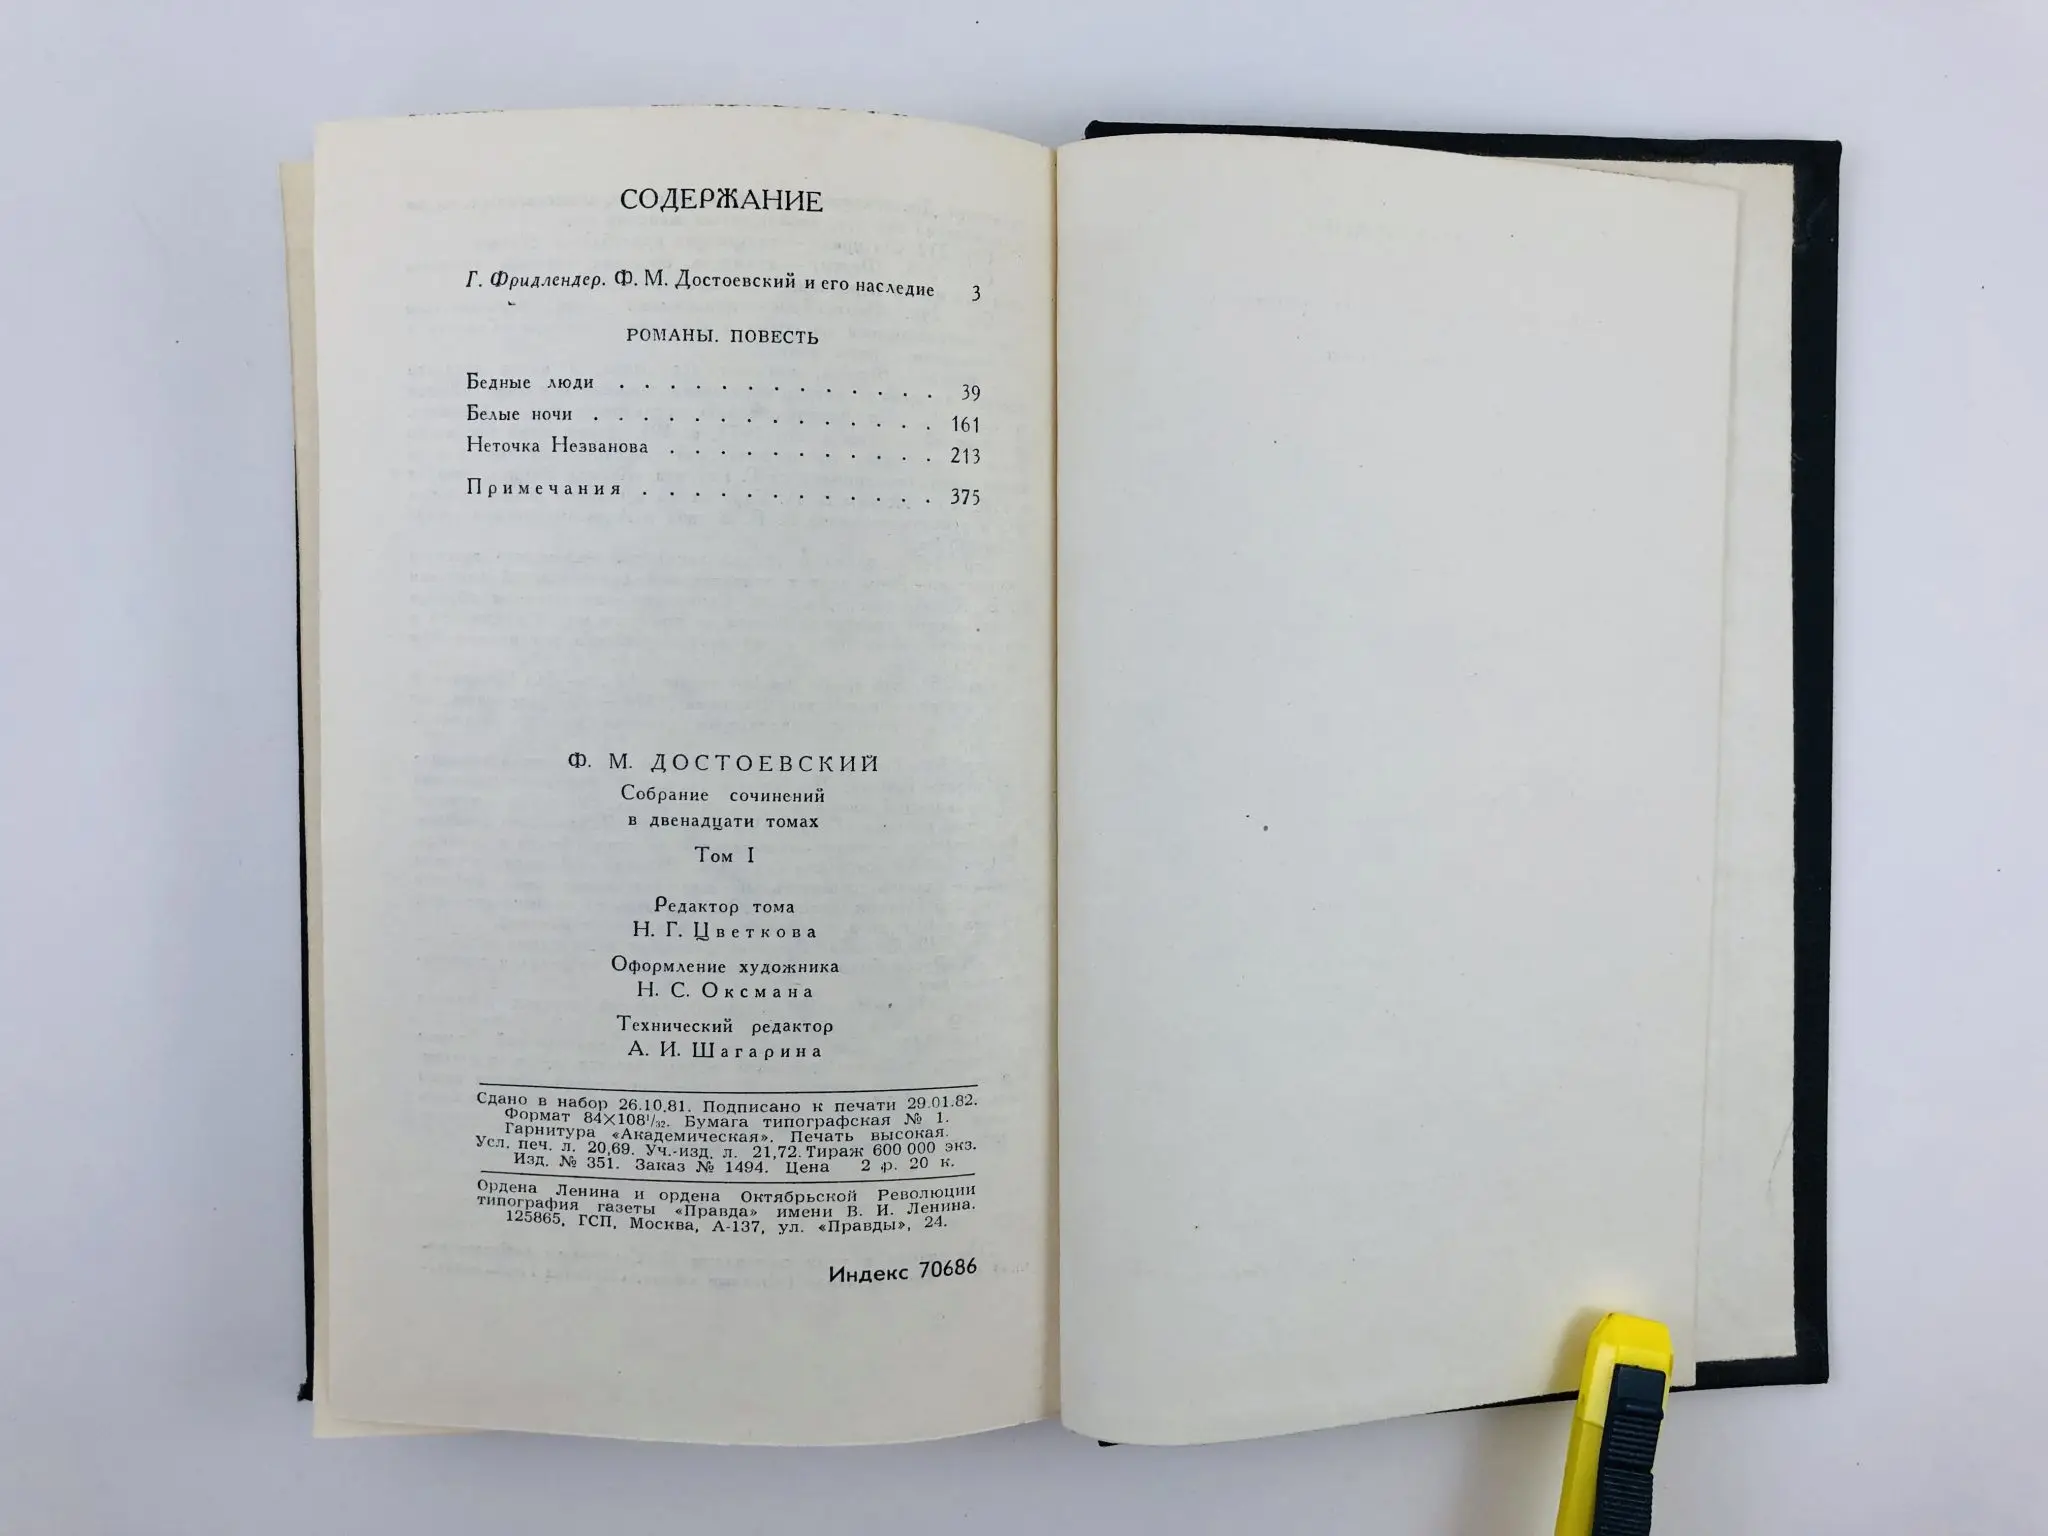 СОДЕРЖАНИЕ
Г. Фридлендер. Ф. М. Достоевский и его наследие 3
РОМАНЫ. ПОВЕСТЬ
Бедные люди . . . . . . . . . . . . . 39
Белые ночи . . . . . . . . . . . . . . 161
Неточка Незванова . . . . . . . . . . . 213
Примечания . . . . . . . . . . . . 375
Ф. М. ДОСТОЕВСКИЙ
Собрание сочинений
в двенадцати томах
Том I
Редактор тома
Н. Г. Цветкова
Оформление художника
Н. С. Оксмана
Технический редактор
А. И. Шагарина
Сдано в набор 26.10.81. Подписано к печати 29.01.82.
Формат 84×108¹/₃₂. Бумага типографская № 1.
Гарнитура «Академическая». Печать высокая.
Усл. печ. л. 20,69. Уч.-изд. л. 21,72. Тираж 600 000 экз.
Изд. № 351. Заказ № 1494. Цена 2 р. 20 к.
Ордена Ленина и ордена Октябрьской Революции
типография газеты «Правда» имени В. И. Ленина.
125865, ГСП, Москва, А-137, ул. «Правды», 24.
Индекс 70686